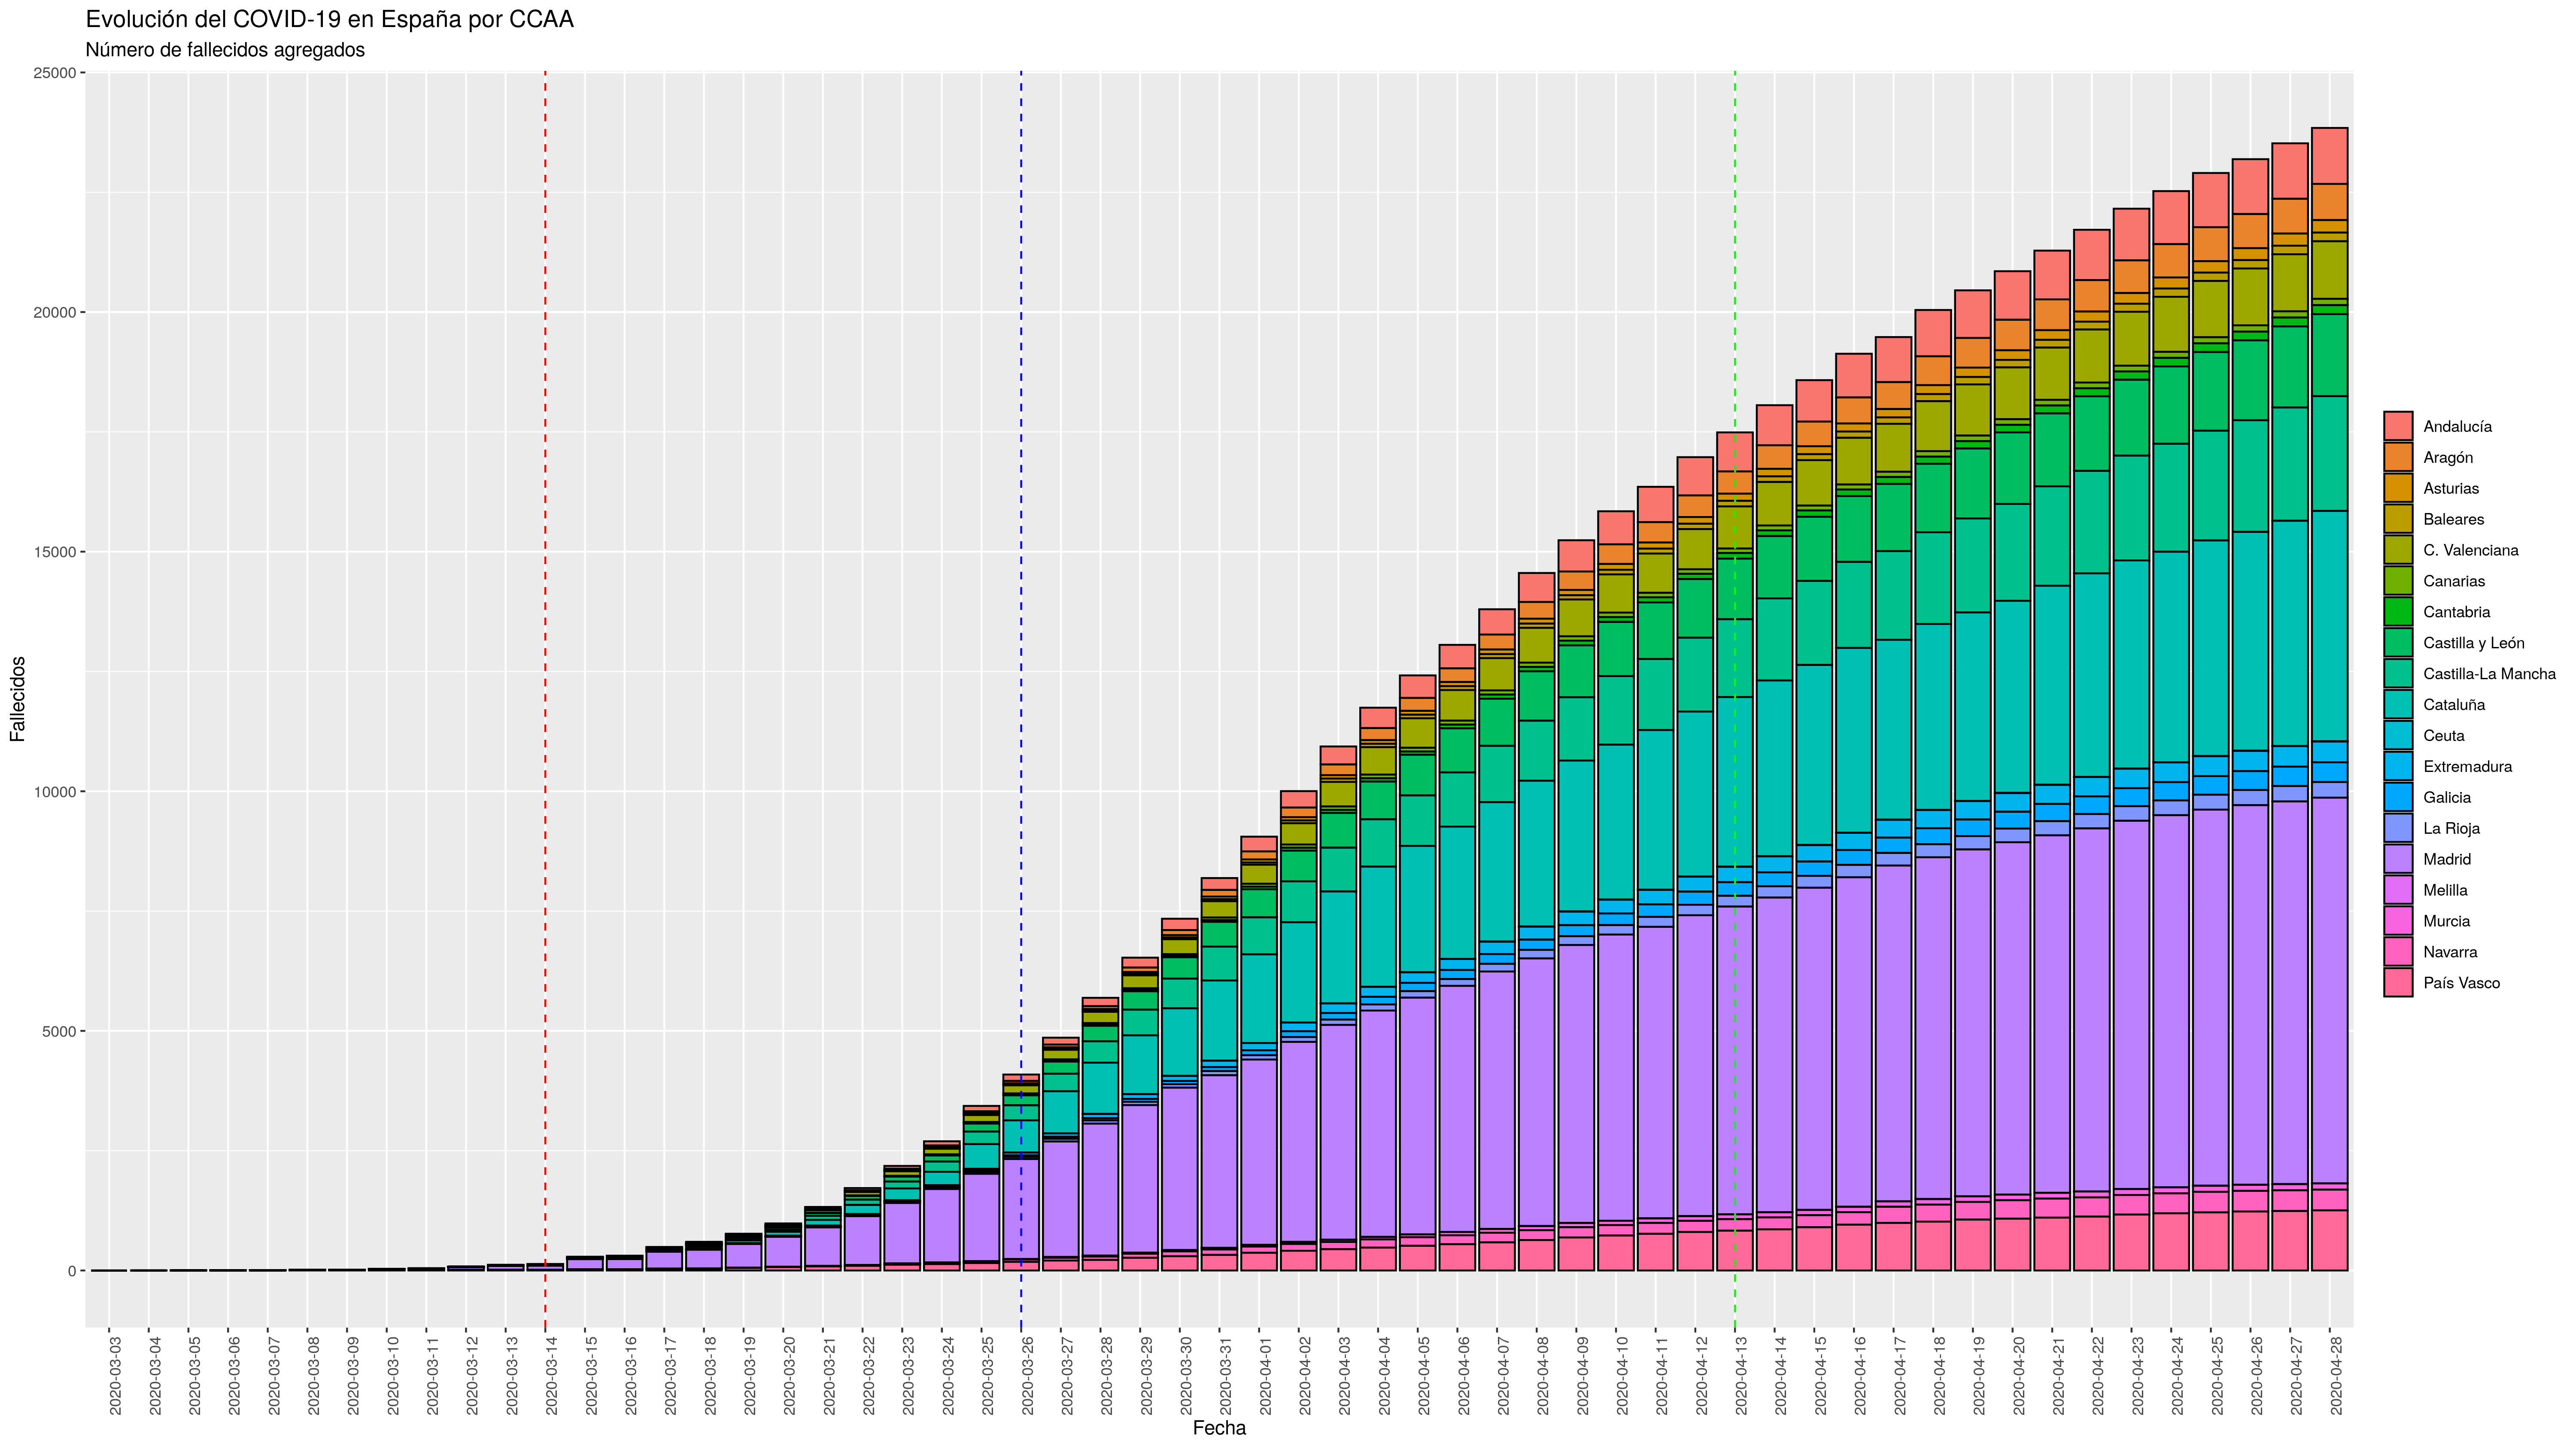 Evolución del COVID-19 en España por CCAA
Número de fallecidos agregados
Fallecidos
25000
20000
15000
10000
5000
0
2020-03-03
2020-03-04
2020-03-05
2020-03-06
2020-03-07
2020-03-08
2020-03-09
2020-03-10
2020-03-11
2020-03-12
2020-03-13
2020-03-14
2020-03-15
2020-03-16
2020-03-17
2020-03-18
2020-03-19
2020-03-20
2020-03-21
2020-03-22
2020-03-23
2020-03-24
2020-03-25
2020-03-26
2020-03-27
2020-03-28
2020-03-29
2020-03-30
2020-03-31
2020-04-01
2020-04-02
2020-04-03
2020-04-04
2020-04-05
2020-04-06
2020-04-07
2020-04-08
2020-04-09
2020-04-10
2020-04-11
2020-04-12
2020-04-13
2020-04-14
2020-04-15
2020-04-16
2020-04-17
2020-04-18
2020-04-19
2020-04-20
2020-04-21
2020-04-22
2020-04-23
2020-04-24
2020-04-25
2020-04-26
2020-04-27
2020-04-28
Fecha
Andalucía
Aragón
Asturias
Baleares
C. Valenciana
Canarias
Cantabria
Castilla y León
Castilla-La Mancha
Cataluña
Ceuta
Extremadura
Galicia
La Rioja
Madrid
Melilla
Murcia
Navarra
País Vasco